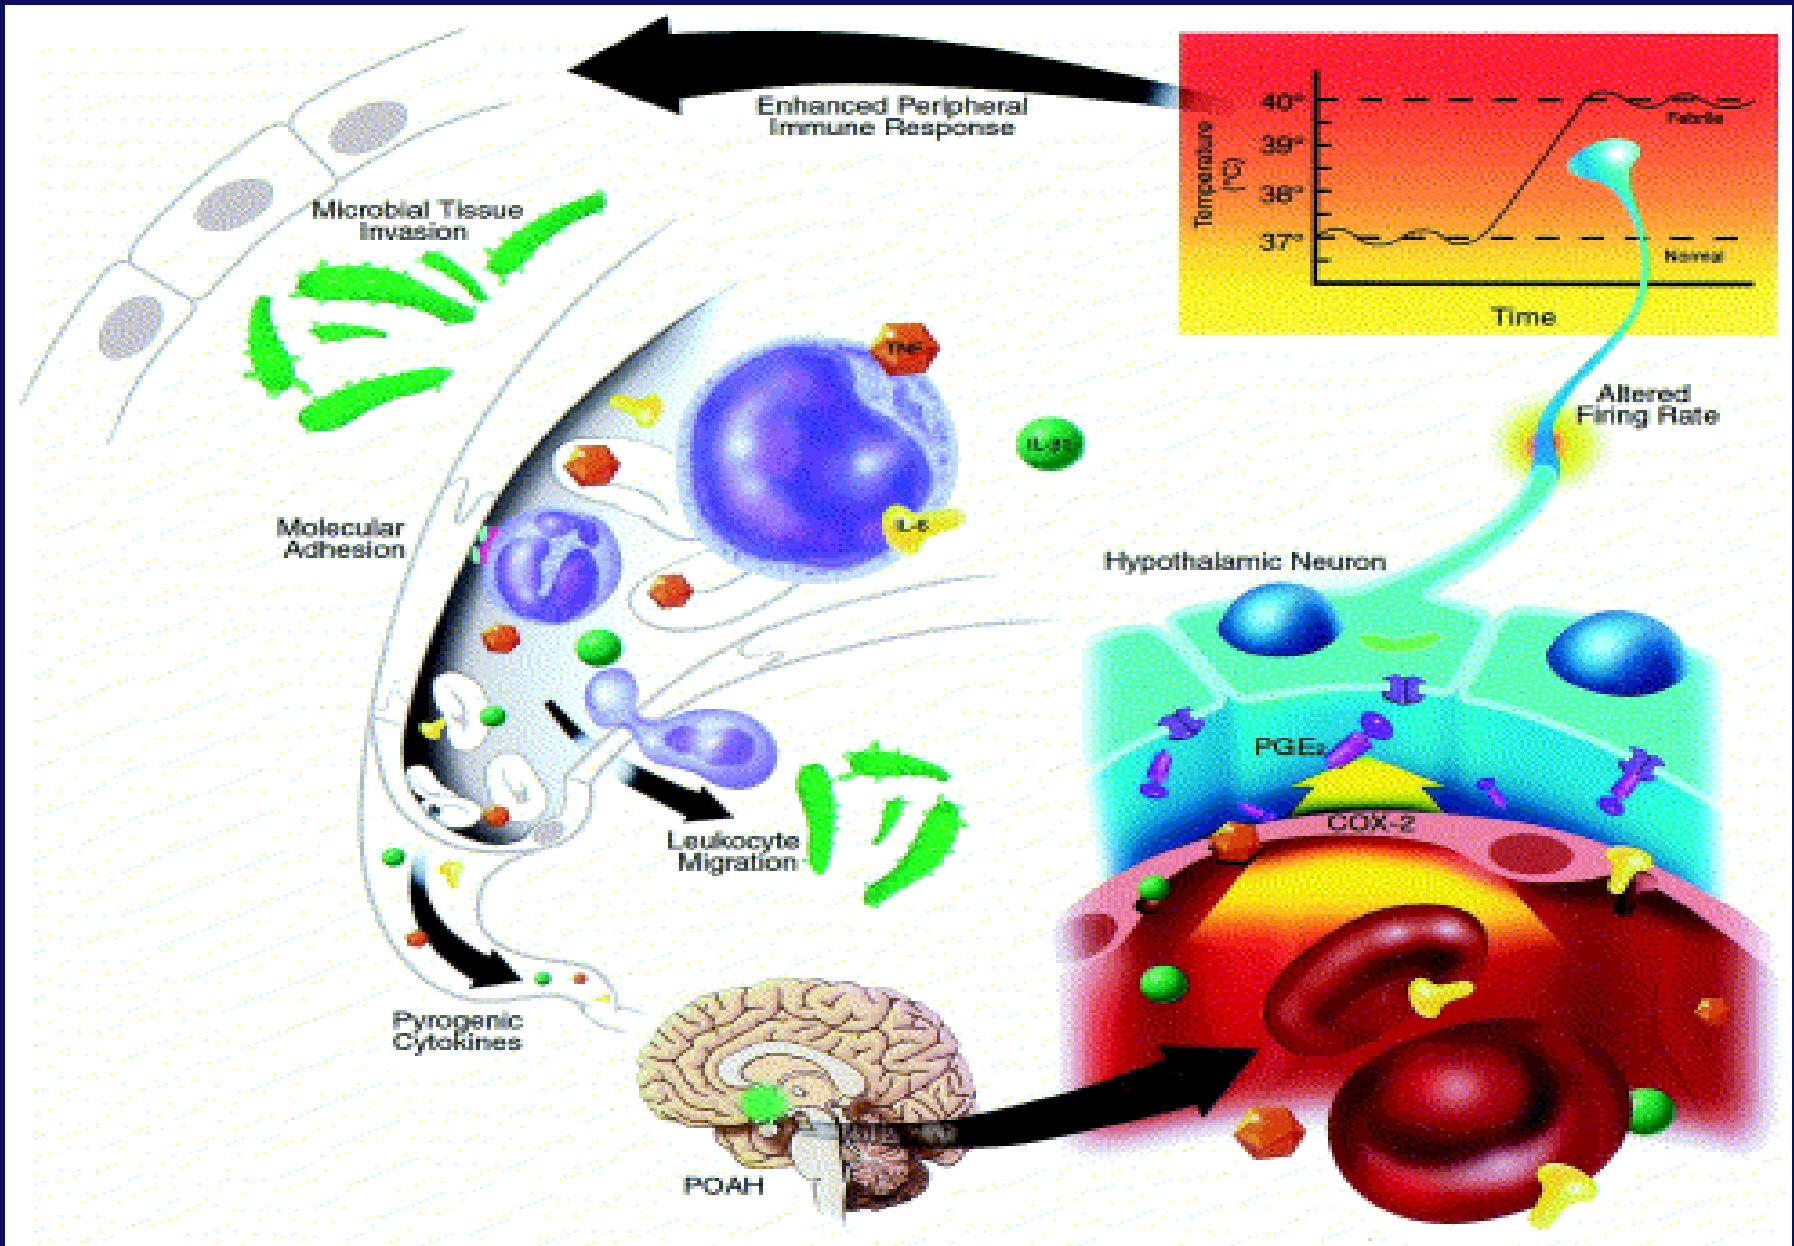 Enhanced Peripheral
Immune Response
Temperature
(°C)
40°
39°
38°
37°
Febrile
Normal
Time
Microbial Tissue
Invasion
TNF
IL-6
Altered
Firing Rate
Molecular
Adhesion
Hypothalamic Neuron
PGE₂
COX-2
Leukocyte
Migration
Pyrogenic
Cytokines
POAH